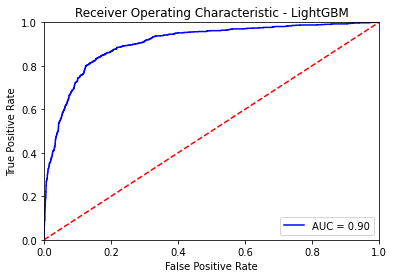 Receiver Operating Characteristic - LightGBM
1.0
0.8
0.6
0.4
0.2
0.0
True Positive Rate
AUC = 0.90
0.0 0.2 0.4 0.6 0.8 1.0
False Positive Rate